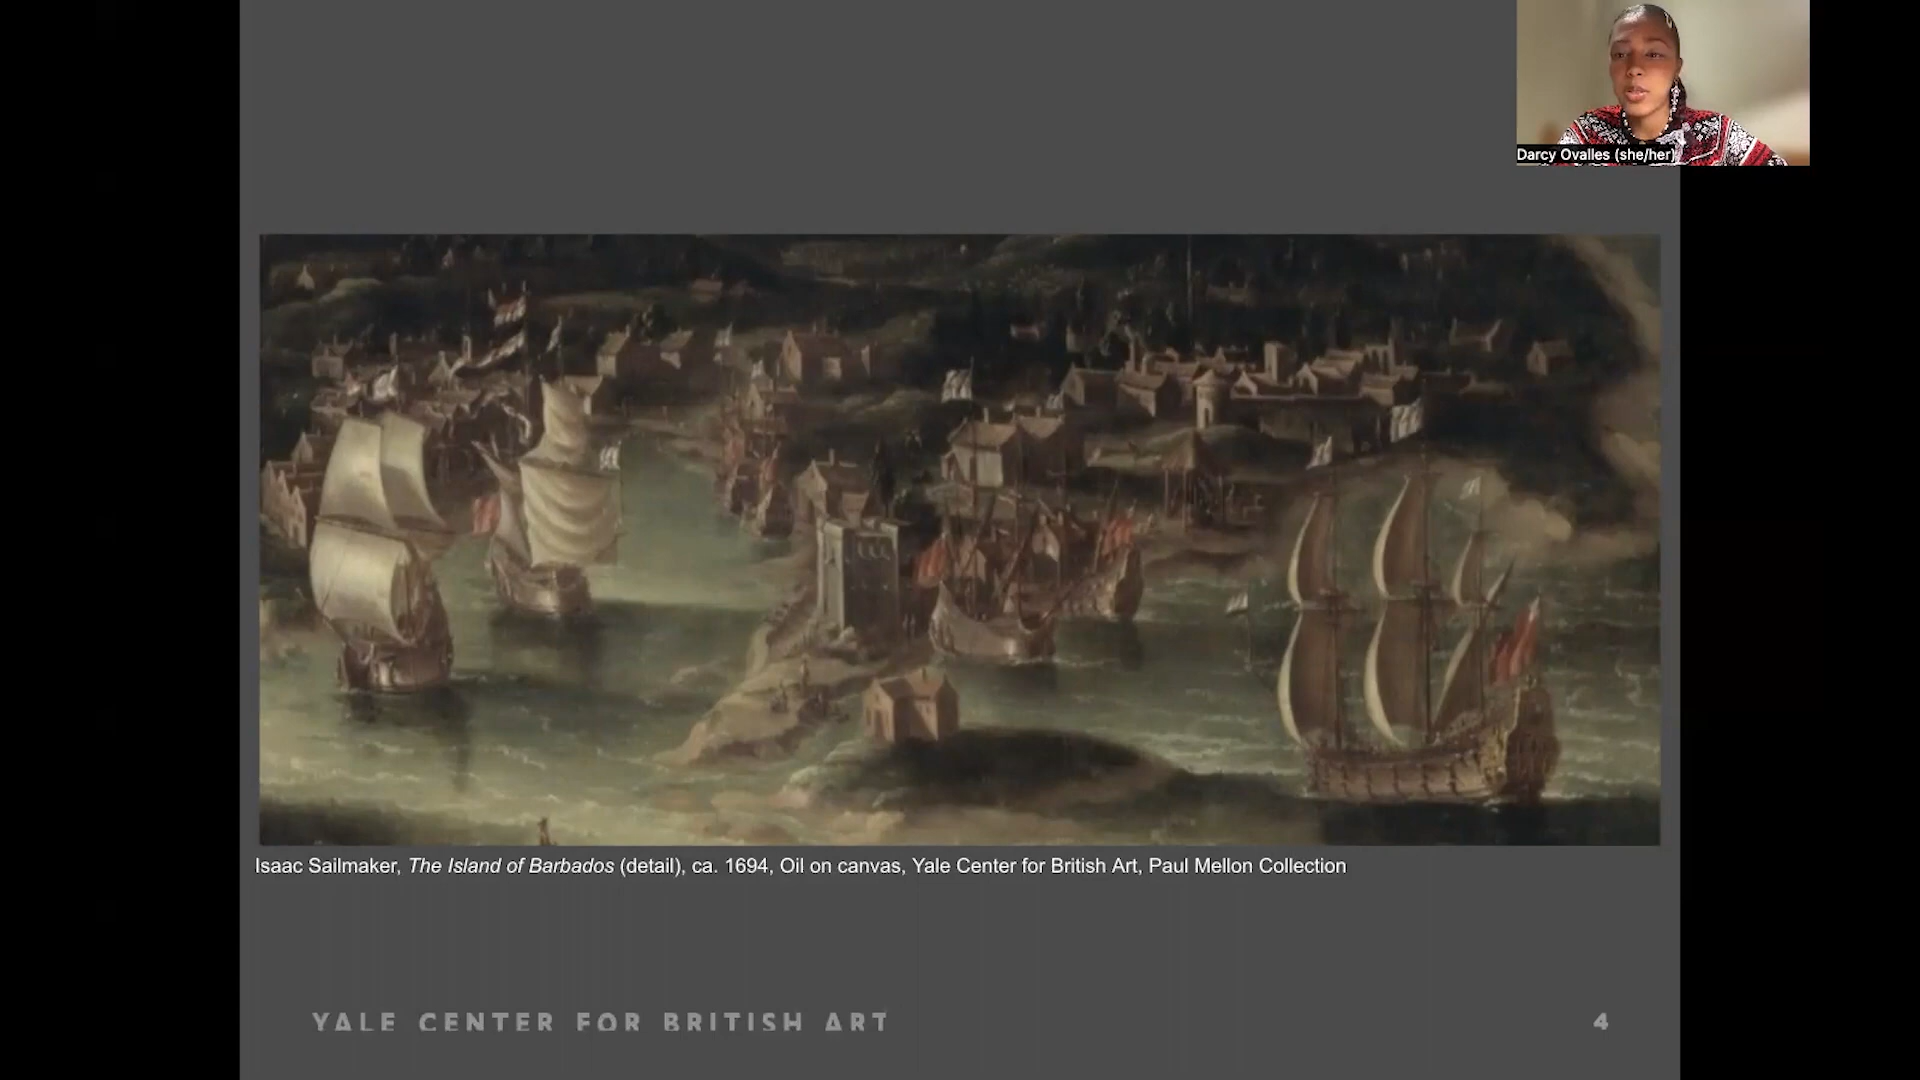 Darcy Ovalles (she/her)
Isaac Sailmaker, The Island of Barbados (detail), ca. 1694, Oil on canvas, Yale Center for British Art, Paul Mellon Collection
YALE CENTER FOR BRITISH ART
4